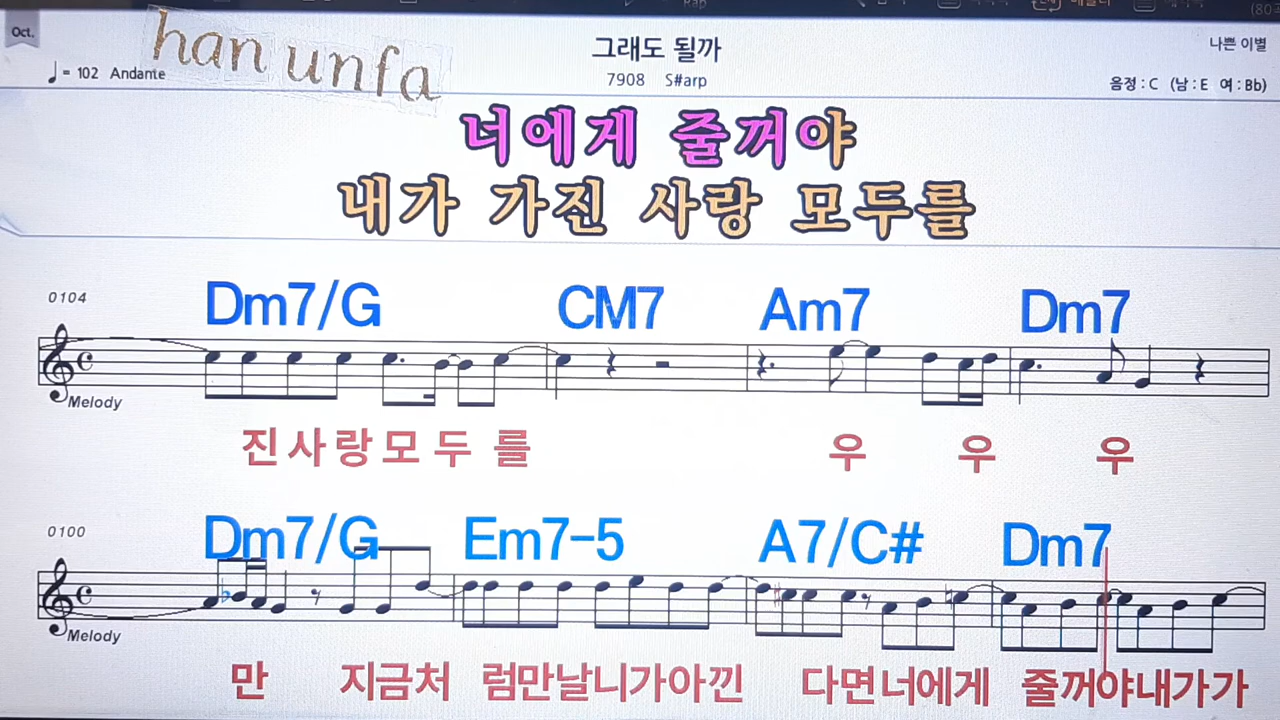 Oct.
han unfa
그래도 될까
나쁜 이별
♩= 102 Andante
7908 S#arp
음정 : C (남 : E 여 : Bb)
너에게 줄꺼야
내가 가진 사랑 모두를
0104
Dm7/G CM7 Am7 Dm7
Melody
진사랑모두를 우 우 우
0100
Dm7/G Em7-5 A7/C# Dm7
Melody
만 지금처 럼만날니가아낀 다면너에게 줄꺼야내가가